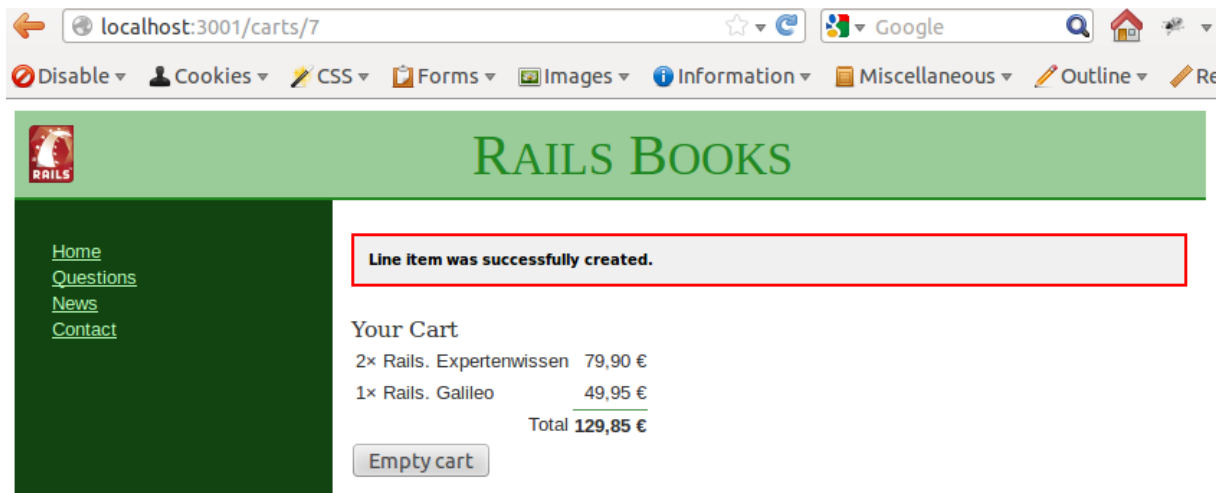 localhost:3001/carts/7 Google
Disable Cookies CSS Forms Images Information Miscellaneous Outline Re
RAILS
RAILS BOOKS
Home
Questions
News
Contact
Line item was successfully created.
Your Cart
2× Rails. Expertenwissen 79,90 €
1× Rails. Galileo 49,95 €
Total 129,85 €
Empty cart